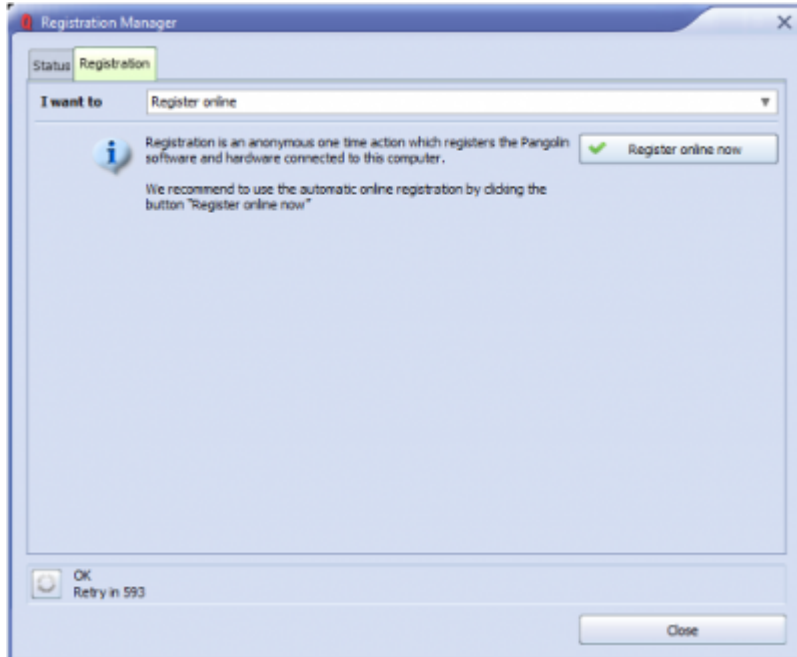 Registration Manager
Status Registration
I want to Register online
Registration is an anonymous one time action which registers the Pangolin
software and hardware connected to this computer.
Register online now
We recommend to use the automatic online registration by clicking the
button "Register online now"
OK
Retry in 593
Close